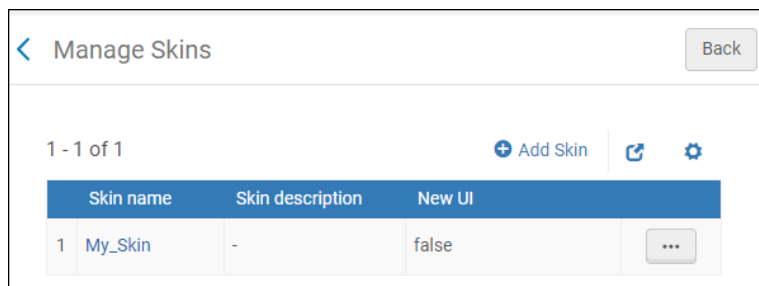 Manage Skins
Back
1 - 1 of 1
Add Skin
Skin name Skin description New UI
1 My_Skin - false ...